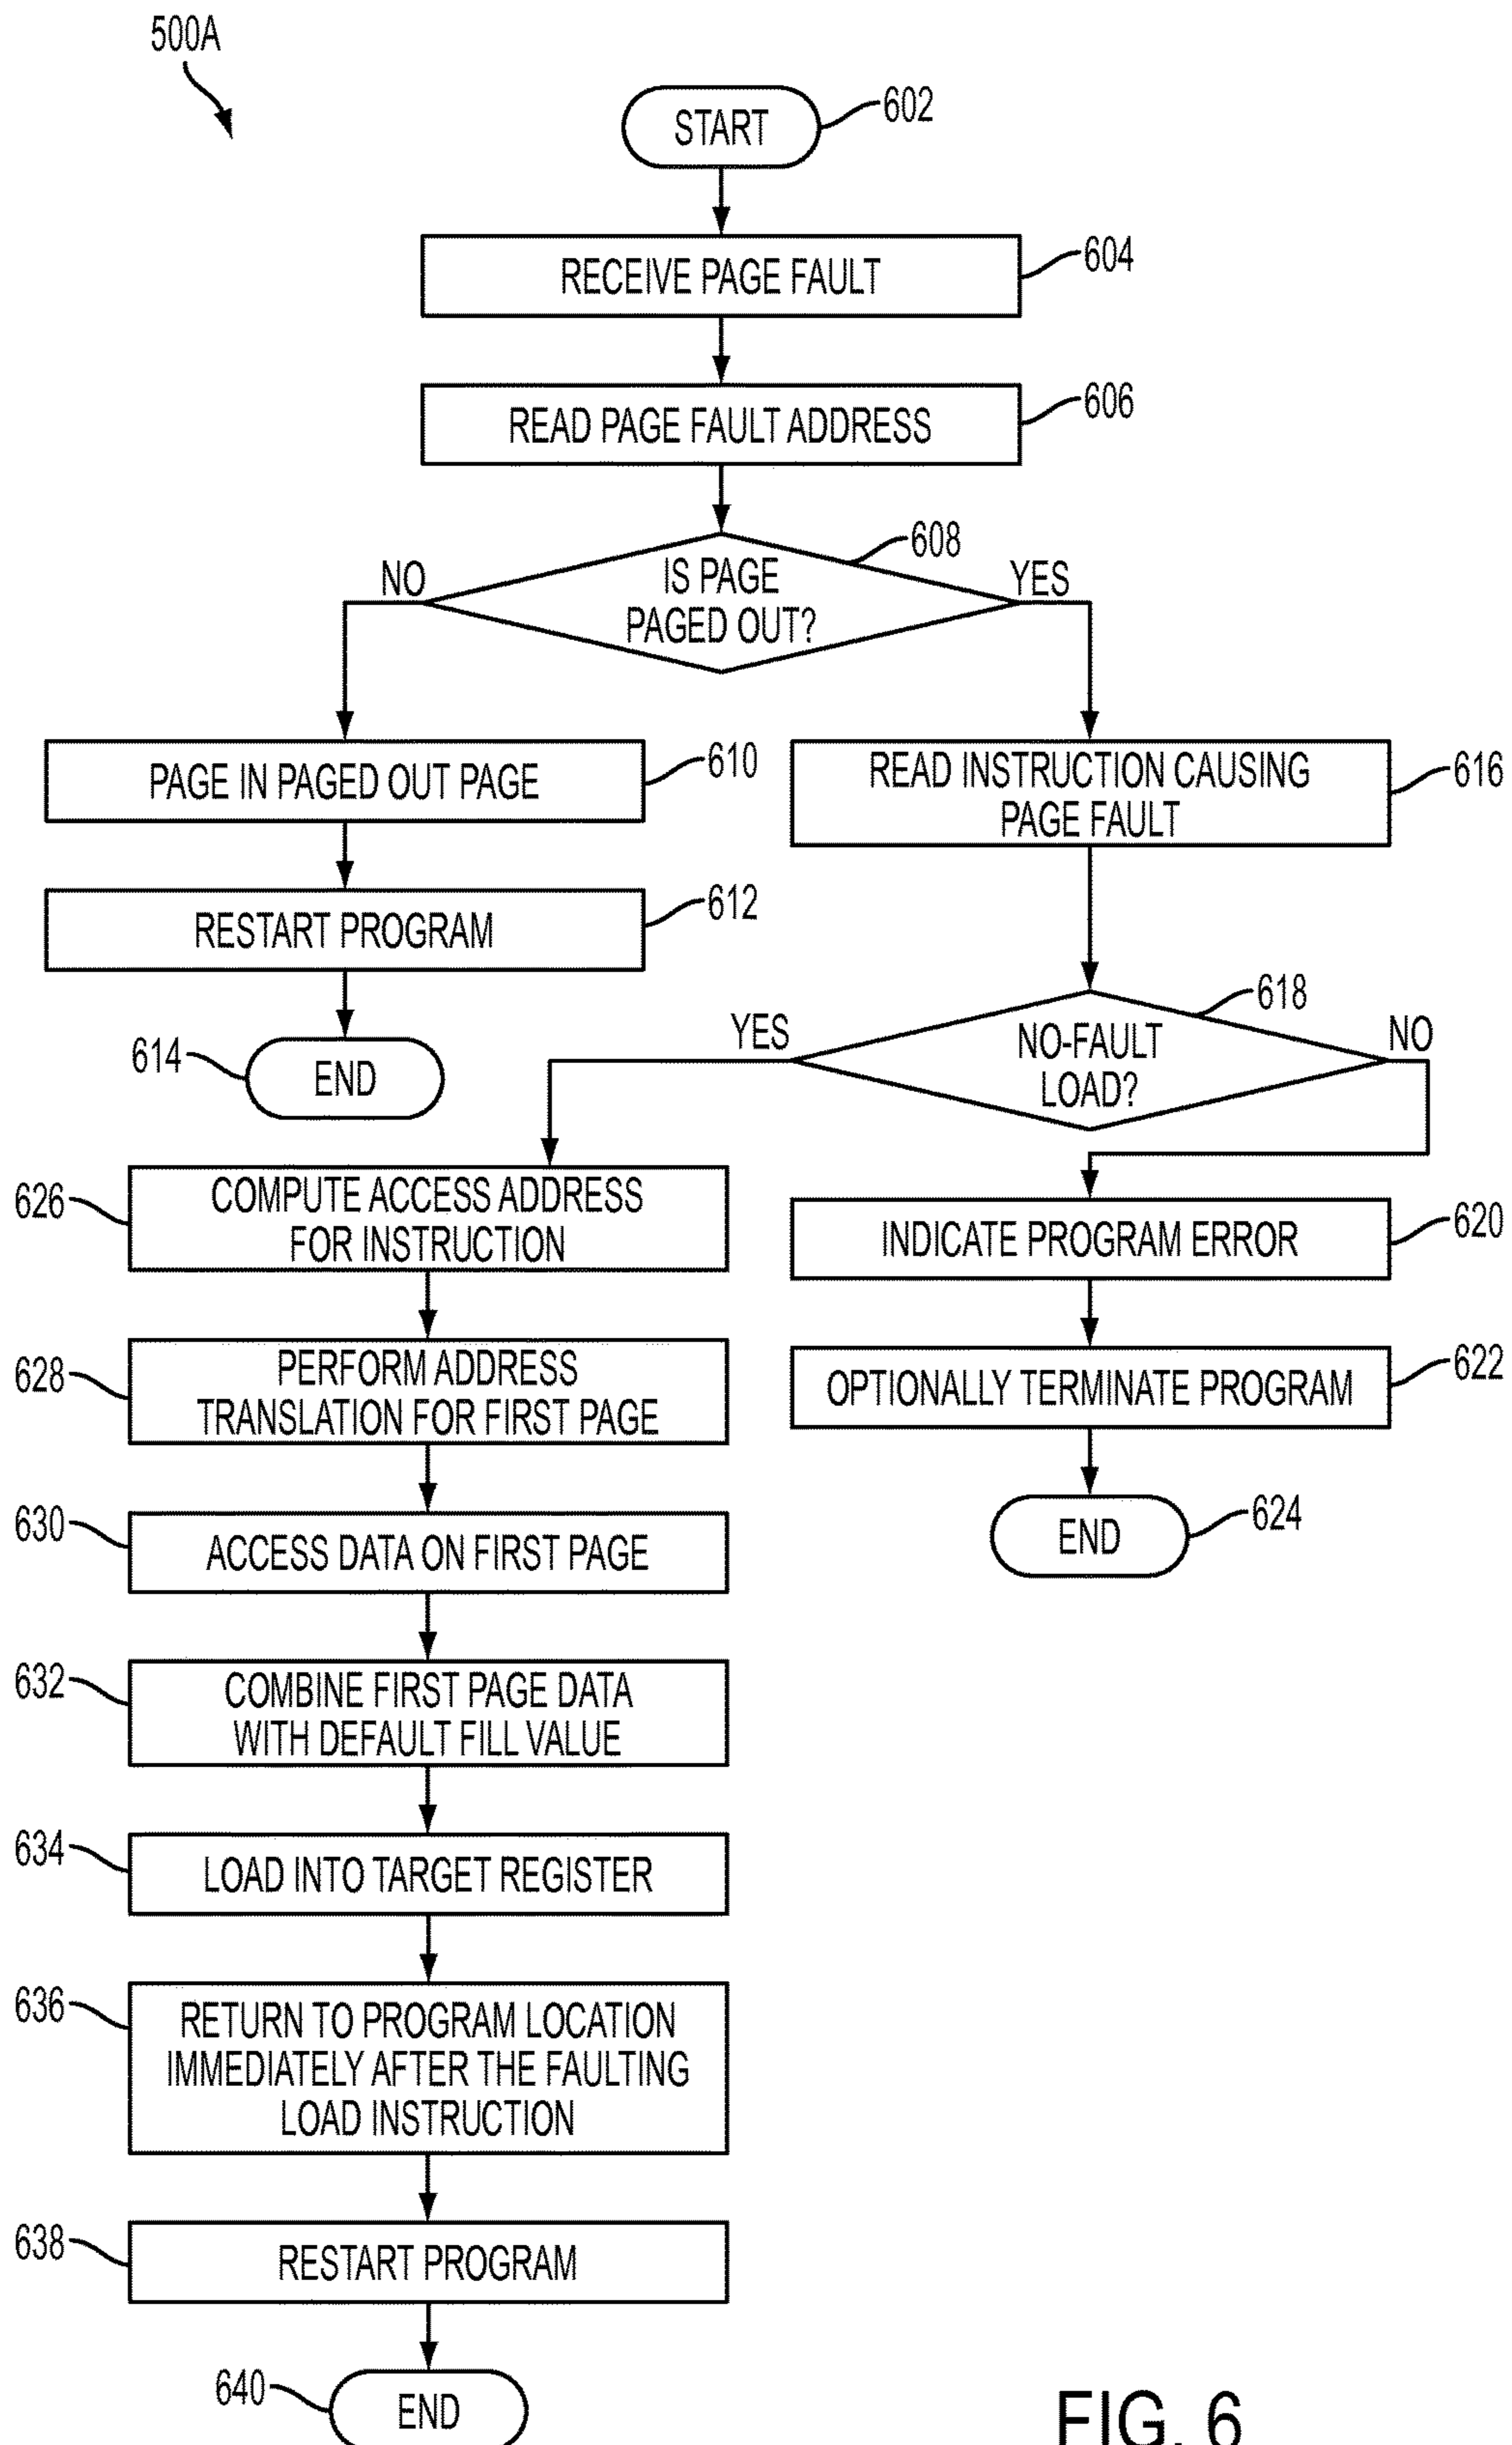 500A
START
602
RECEIVE PAGE FAULT
604
READ PAGE FAULT ADDRESS
606
608
NO
IS PAGE
PAGED OUT?
YES
PAGE IN PAGED OUT PAGE
610
READ INSTRUCTION CAUSING
PAGE FAULT
616
RESTART PROGRAM
612
614
END
618
YES
NO-FAULT
LOAD?
NO
626
COMPUTE ACCESS ADDRESS
FOR INSTRUCTION
INDICATE PROGRAM ERROR
620
628
PERFORM ADDRESS
TRANSLATION FOR FIRST PAGE
OPTIONALLY TERMINATE PROGRAM
622
630
ACCESS DATA ON FIRST PAGE
END
624
632
COMBINE FIRST PAGE DATA
WITH DEFAULT FILL VALUE
634
LOAD INTO TARGET REGISTER
636
RETURN TO PROGRAM LOCATION
IMMEDIATELY AFTER THE FAULTING
LOAD INSTRUCTION
638
RESTART PROGRAM
640
END
FIG. 6